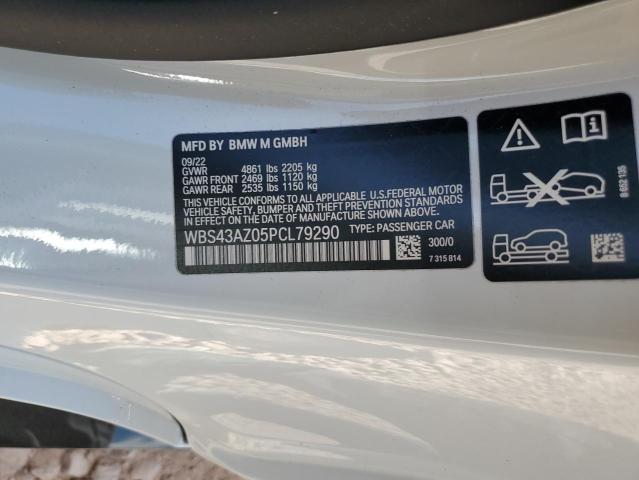 MFD BY BMW M GMBH
09/22
GVWR 4861 lbs 2205 kg
GAWR FRONT 2469 lbs 1120 kg
GAWR REAR 2535 lbs 1150 kg
THIS VEHICLE CONFORMS TO ALL APPLICABLE U.S.FEDERAL MOTOR
VEHICLE SAFETY, BUMPER, AND THEFT PREVENTION STANDARDS
IN EFFECT ON THE DATE OF MANUFACTURE SHOWN ABOVE.
WBS43AZ05PCL79290 TYPE: PASSENGER CAR
300/0
7 315 814
8 652 135